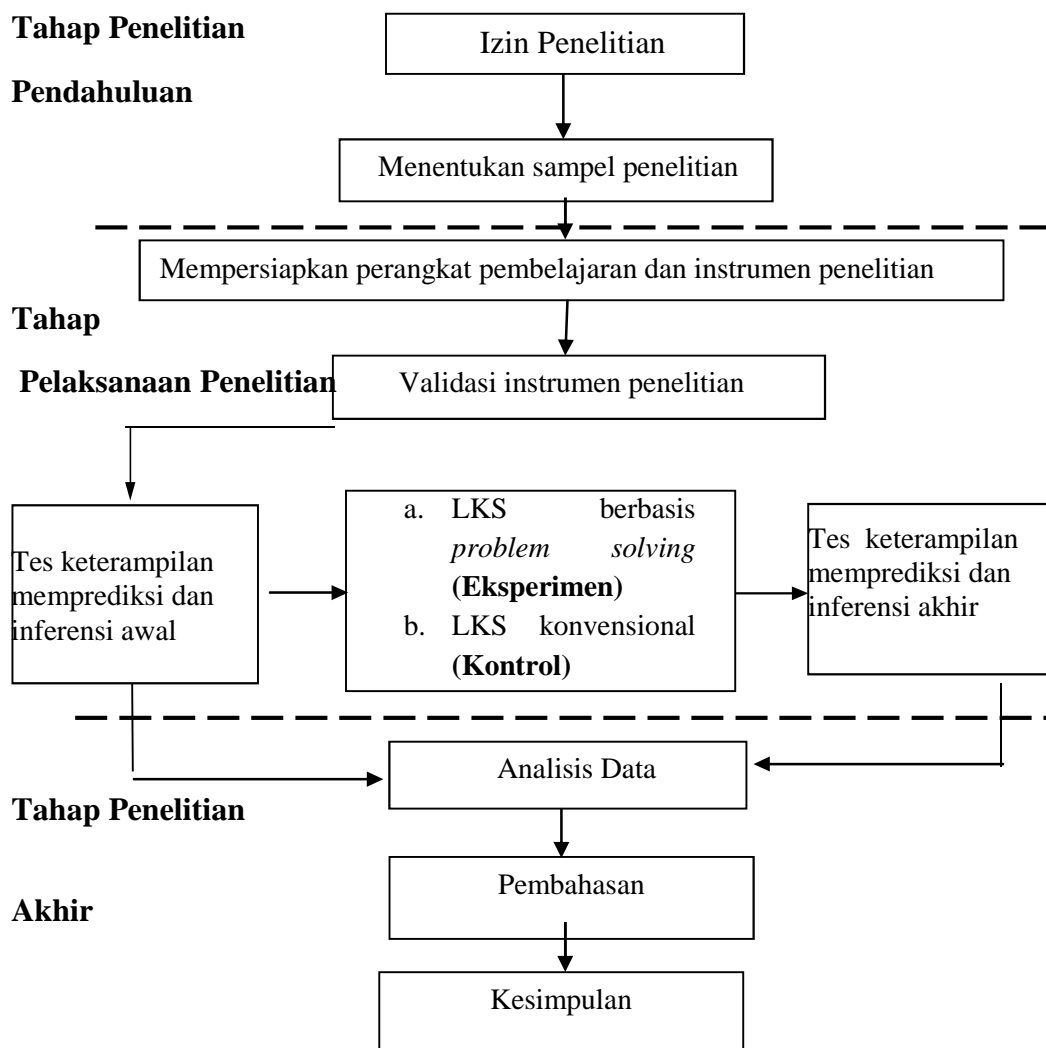 Tahap Penelitian
Izin Penelitian
Pendahuluan
Menentukan sampel penelitian
Mempersiapkan perangkat pembelajaran dan instrumen penelitian
Tahap
Pelaksanaan Penelitian
Validasi instrumen penelitian
Tes keterampilan
memprediksi dan
inferensi awal
a. LKS berbasis
problem solving
(Eksperimen)
b. LKS konvensional
(Kontrol)
Tes keterampilan
memprediksi dan
inferensi akhir
Analisis Data
Tahap Penelitian
Pembahasan
Akhir
Kesimpulan